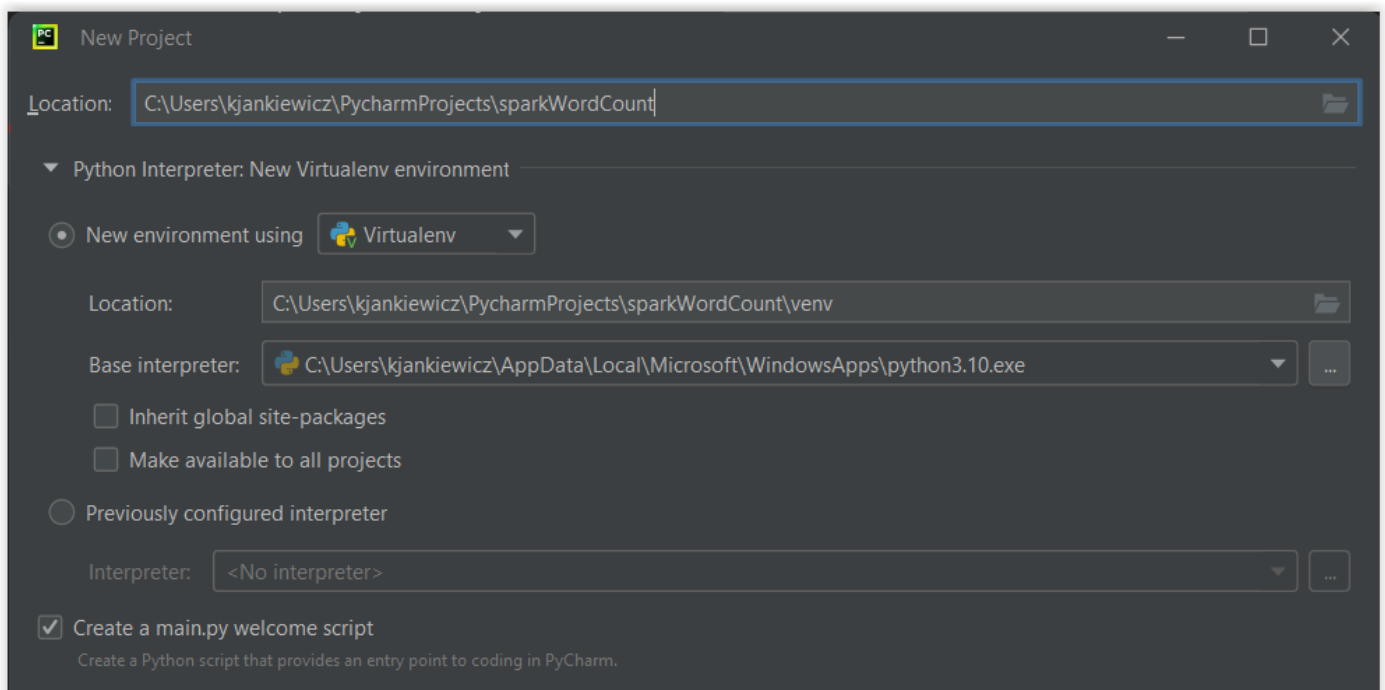 PC New Project
Location: C:\Users\kjankiewicz\PycharmProjects\sparkWordCount
Python Interpreter: New Virtualenv environment
New environment using Virtualenv
Location: C:\Users\kjankiewicz\PycharmProjects\sparkWordCount\venv
Base interpreter: C:\Users\kjankiewicz\AppData\Local\Microsoft\WindowsApps\python3.10.exe ...
Inherit global site-packages
Make available to all projects
Previously configured interpreter
Interpreter: <No interpreter> ...
Create a main.py welcome script
Create a Python script that provides an entry point to coding in PyCharm.